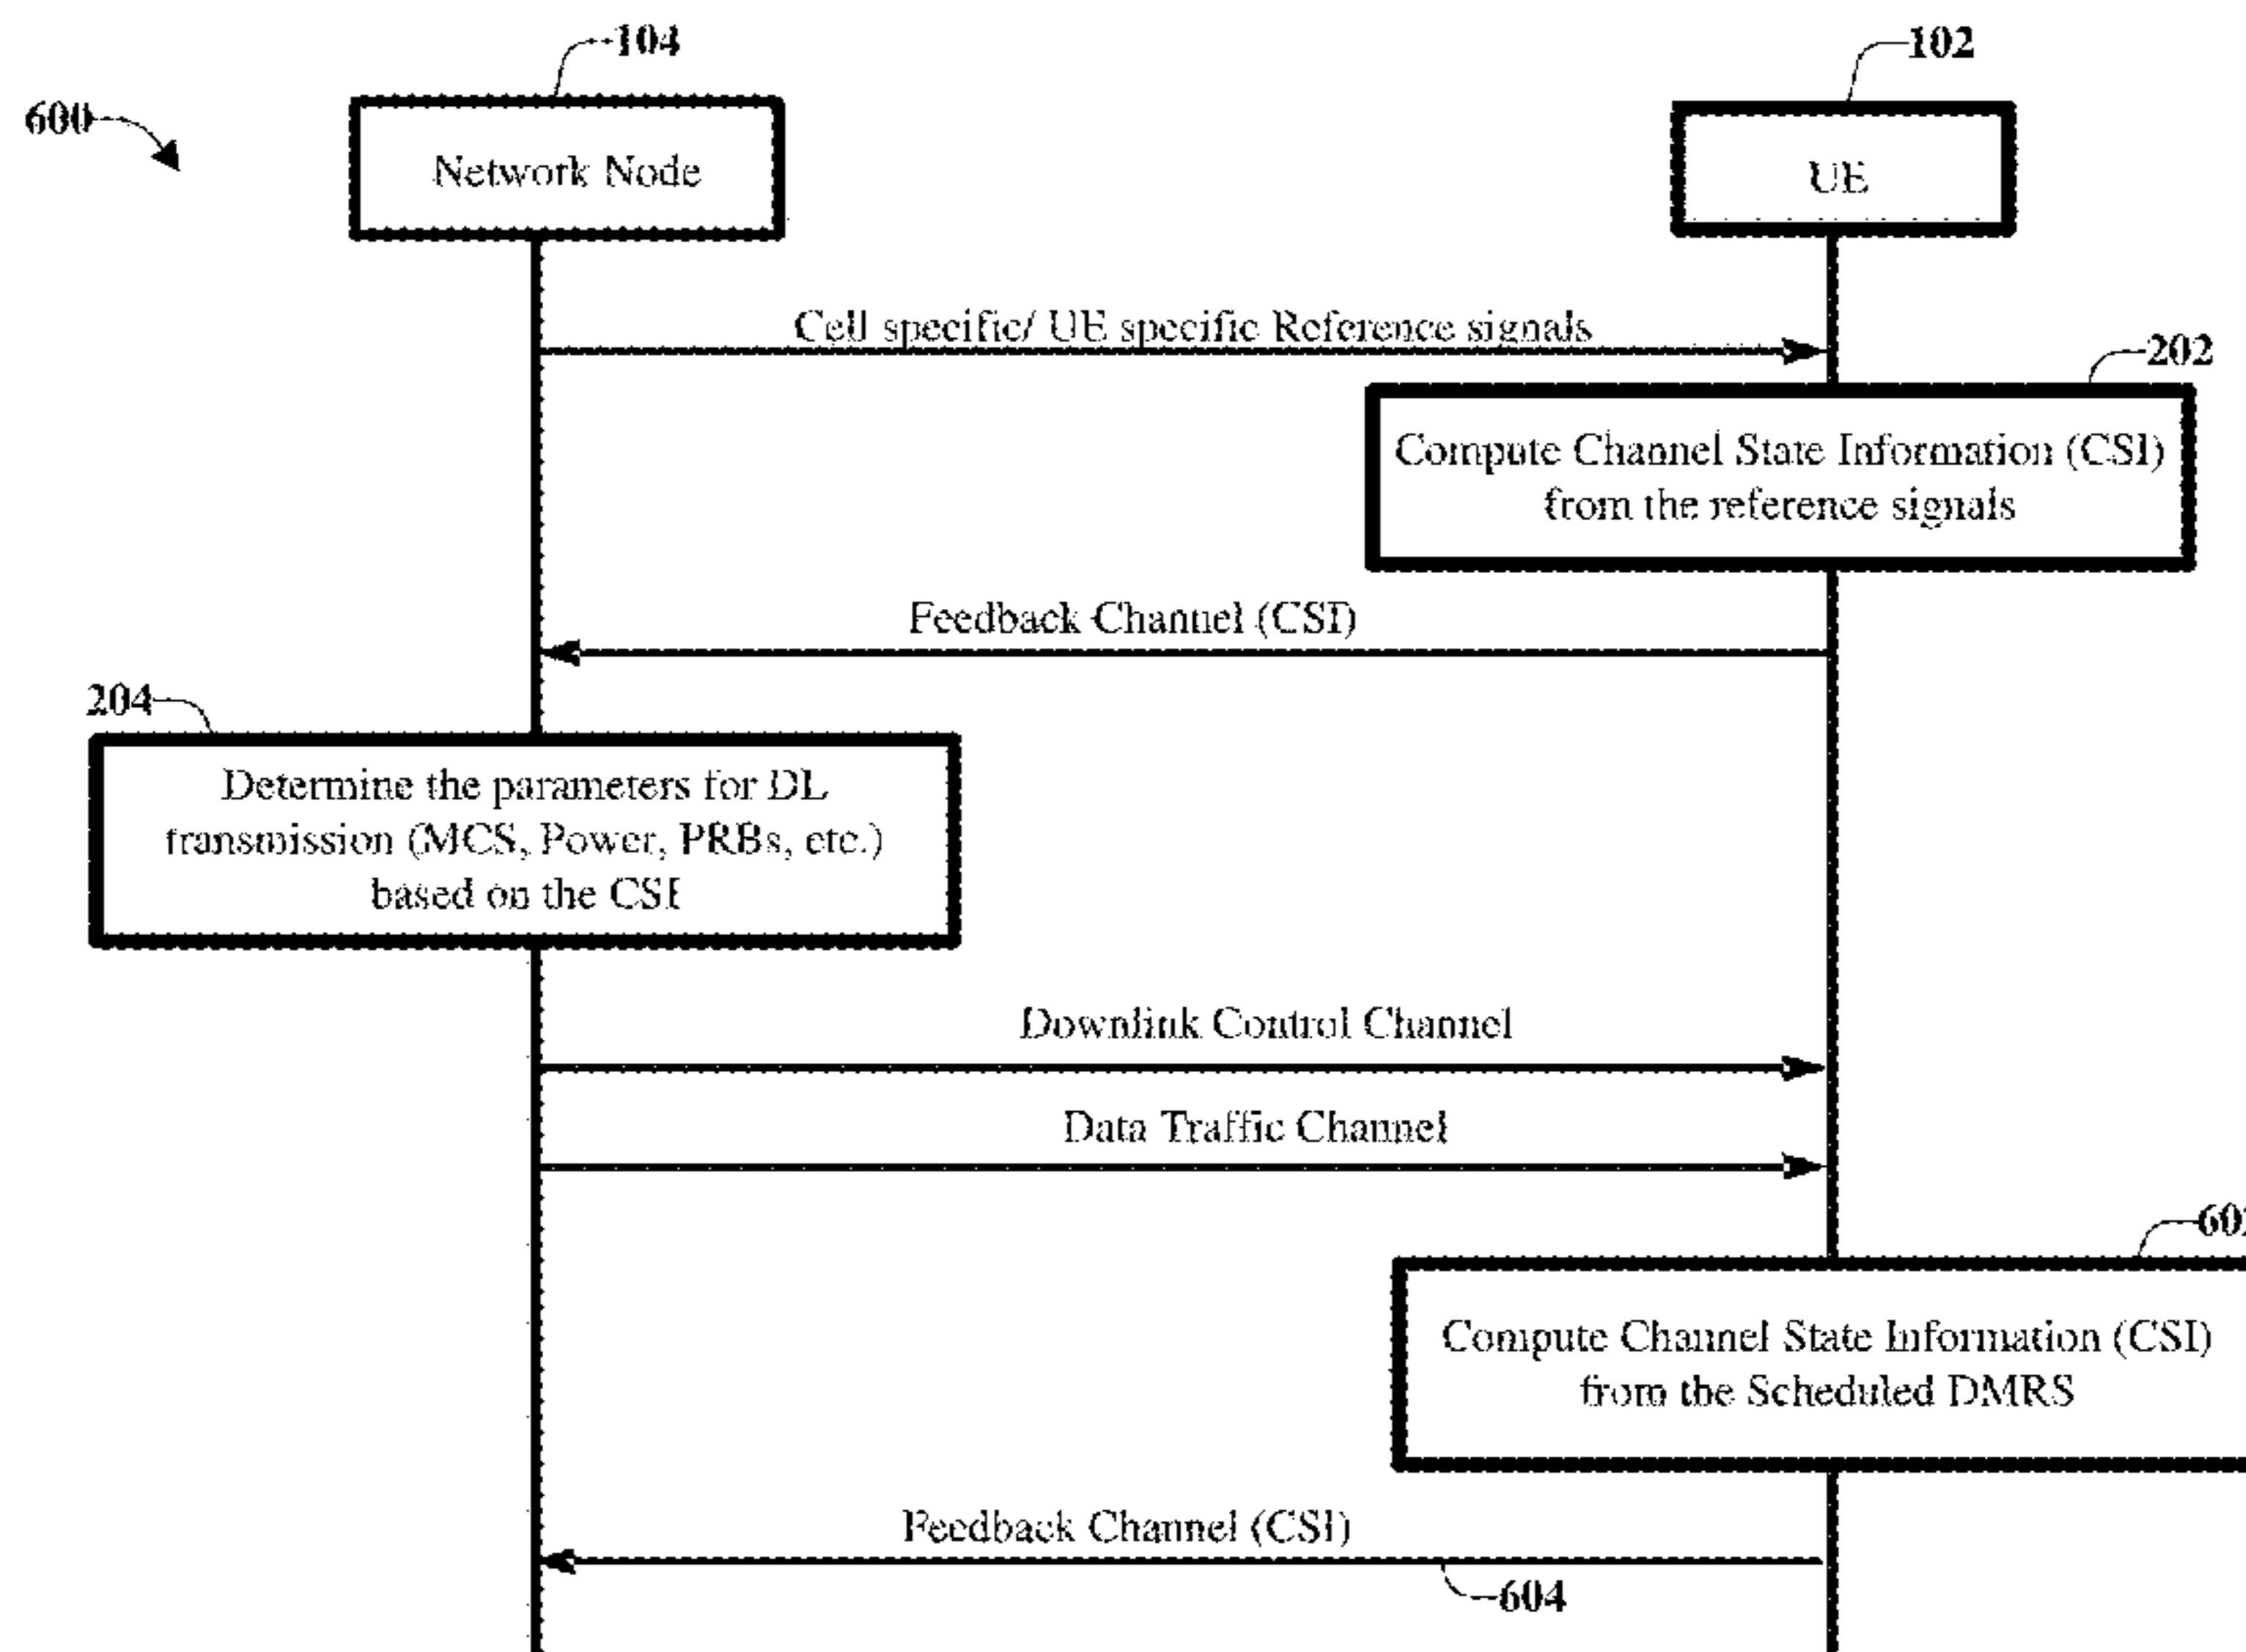 104
102
600
Network Node
UE
Cell specific/ UE specific Reference signals
202
Compute Channel State Information (CSI)
from the reference signals
Feedback Channel (CSI)
204
Determine the parameters for DL
transmission (MCS, Power, PRBs, etc.)
based on the CSI
Downlink Control Channel
Data Traffic Channel
Compute Channel State Information (CSI)
from the Scheduled DMRS
Feedback Channel (CSI)
604